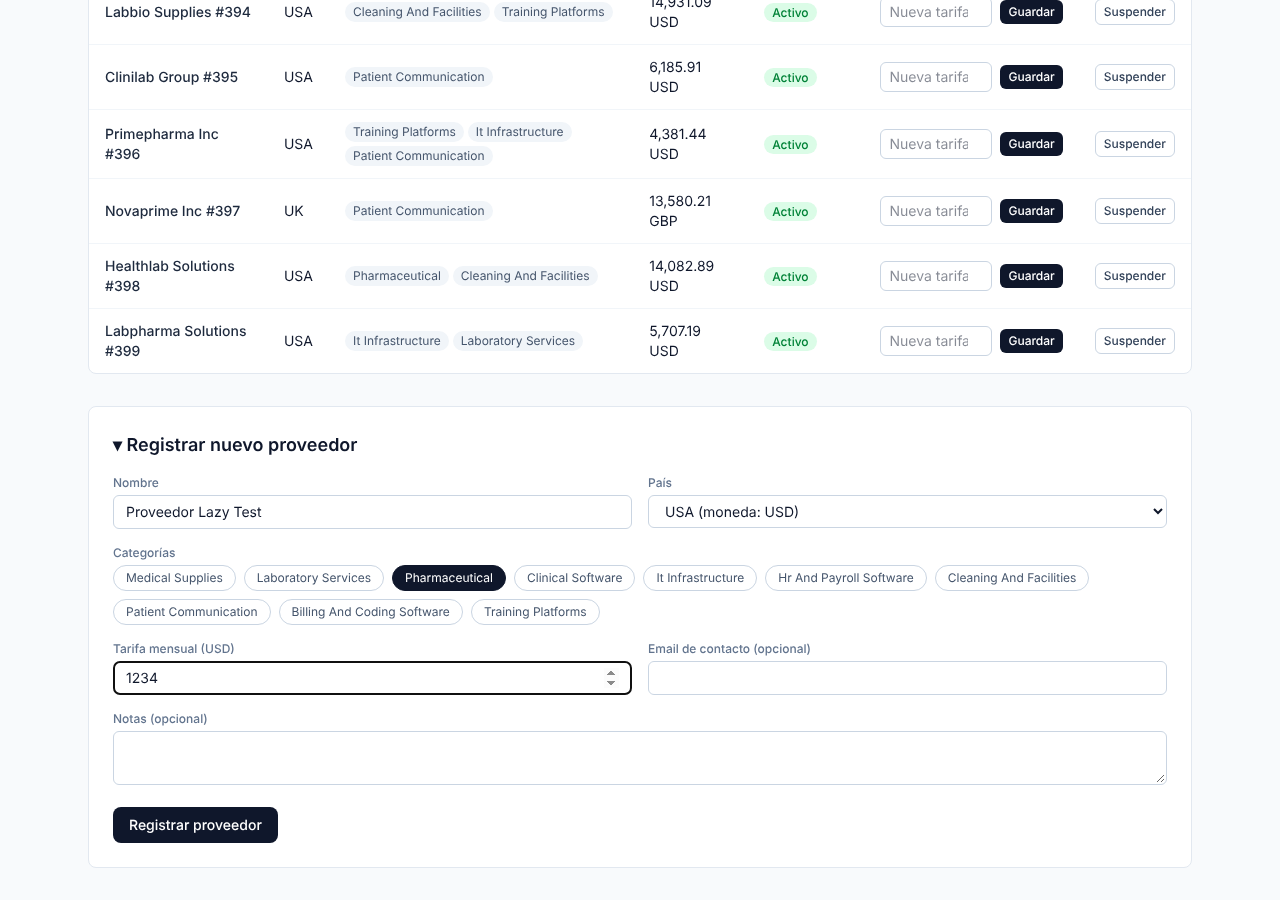 Labbio Supplies #394 USA Cleaning And Facilities Training Platforms 14,931.09 USD Activo Nueva tarifa Guardar Suspender
Clinilab Group #395 USA Patient Communication 6,185.91 USD Activo Nueva tarifa Guardar Suspender
Primepharma Inc #396 USA Training Platforms It Infrastructure Patient Communication 4,381.44 USD Activo Nueva tarifa Guardar Suspender
Novaprime Inc #397 UK Patient Communication 13,580.21 GBP Activo Nueva tarifa Guardar Suspender
Healthlab Solutions #398 USA Pharmaceutical Cleaning And Facilities 14,082.89 USD Activo Nueva tarifa Guardar Suspender
Labpharma Solutions #399 USA It Infrastructure Laboratory Services 5,707.19 USD Activo Nueva tarifa Guardar Suspender
▾ Registrar nuevo proveedor
Nombre País
Proveedor Lazy Test USA (moneda: USD)
Categorías
Medical Supplies Laboratory Services Pharmaceutical Clinical Software It Infrastructure Hr And Payroll Software Cleaning And Facilities
Patient Communication Billing And Coding Software Training Platforms
Tarifa mensual (USD) Email de contacto (opcional)
1234
Notas (opcional)
Registrar proveedor